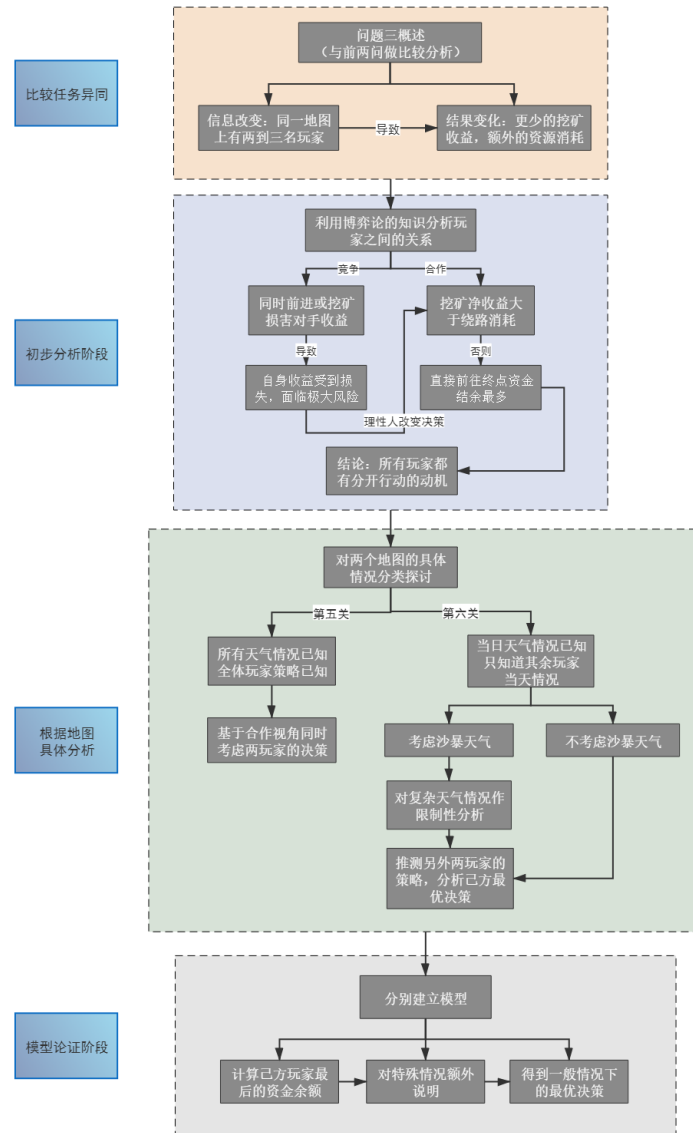 问题三概述
（与前两问做比较分析）
比较任务异同
信息改变：同一地图
上有两到三名玩家
导致
结果变化：更少的挖矿
收益，额外的资源消耗
利用博弈论的知识分析玩
家之间的关系
竞争
合作
同时前进或挖矿
损害对手收益
挖矿净收益大
于绕路消耗
初步分析阶段
导致
否则
自身收益受到损
失，面临极大风险
直接前往终点资金
结余最多
理性人改变决策
结论：所有玩家都
有分开行动的动机
对两个地图的具体
情况分类探讨
第五关
第六关
所有天气情况已知
全体玩家策略已知
当日天气情况已知
只知道其余玩家
当天情况
根据地图
具体分析
基于合作视角同时
考虑两玩家的决策
考虑沙暴天气
不考虑沙暴天气
对复杂天气情况作
限制性分析
推测另外两玩家的
策略，分析己方最
优决策
分别建立模型
模型论证阶段
计算己方玩家最
后的资金余额
对特殊情况额外
说明
得到一般情况下
的最优决策